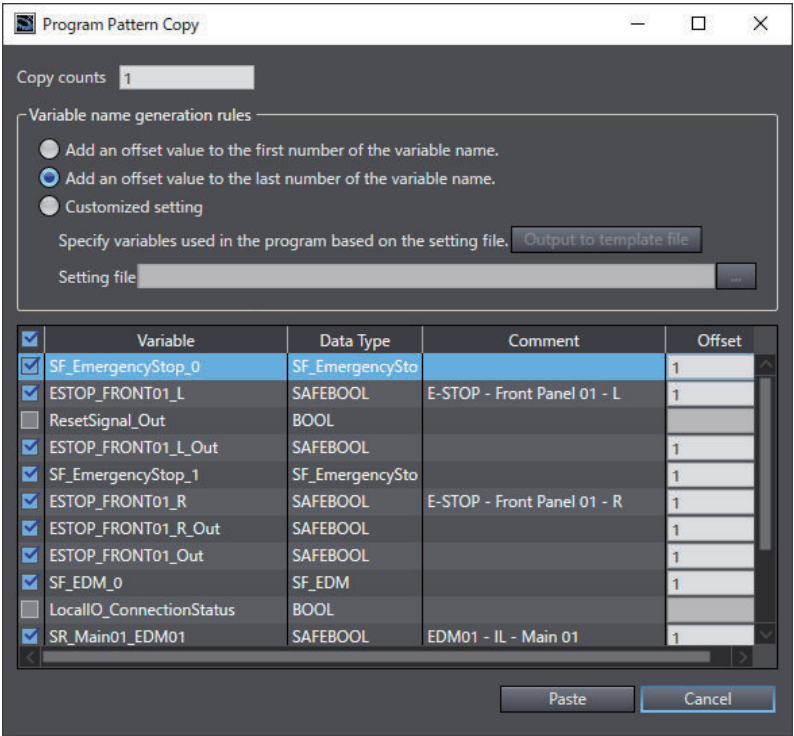 Program Pattern Copy
Copy counts 1
Variable name generation rules
Add an offset value to the first number of the variable name.
Add an offset value to the last number of the variable name.
Customized setting
Specify variables used in the program based on the setting file. Output to template file
Setting file ...
Variable Data Type Comment Offset
SF_EmergencyStop_0 SF_EmergencySto 1
ESTOP_FRONT01_L SAFEBOOL E-STOP - Front Panel 01 - L 1
ResetSignal_Out BOOL
ESTOP_FRONT01_L_Out SAFEBOOL 1
SF_EmergencyStop_1 SF_EmergencySto 1
ESTOP_FRONT01_R SAFEBOOL E-STOP - Front Panel 01 - R 1
ESTOP_FRONT01_R_Out SAFEBOOL 1
ESTOP_FRONT01_Out SAFEBOOL 1
SF_EDM_0 SF_EDM 1
LocalIO_ConnectionStatus BOOL
SR_Main01_EDM01 SAFEBOOL EDM01 - IL - Main 01 1
Paste Cancel